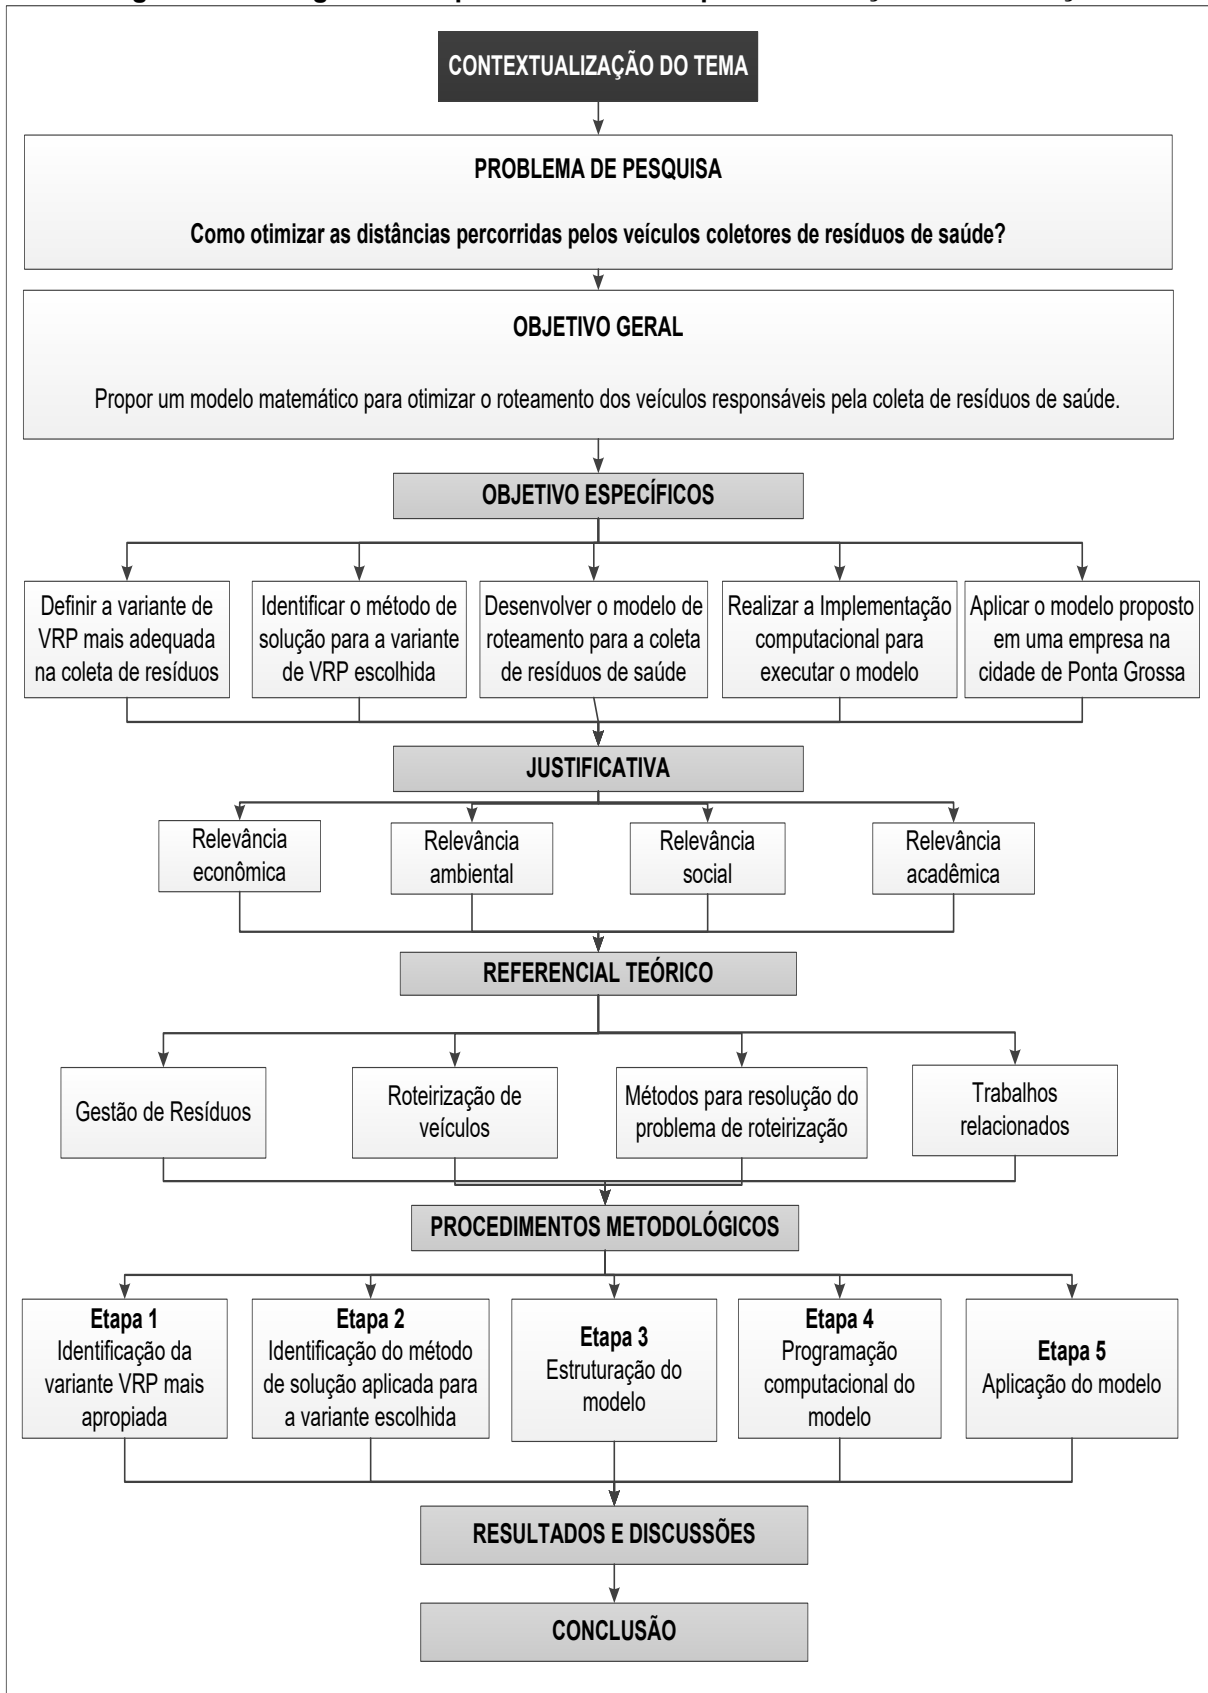 CONTEXTUALIZAÇÃO DO TEMA
PROBLEMA DE PESQUISA
Como otimizar as distâncias percorridas pelos veículos coletores de resíduos de saúde?
OBJETIVO GERAL
Propor um modelo matemático para otimizar o roteamento dos veículos responsáveis pela coleta de resíduos de saúde.
OBJETIVO ESPECÍFICOS
Definir a variante de
VRP mais adequada
na coleta de resíduos
Identificar o método de
solução para a variante
de VRP escolhida
Desenvolver o modelo de
roteamento para a coleta
de resíduos de saúde
Realizar a Implementação
computacional para
executar o modelo
Aplicar o modelo proposto
em uma empresa na
cidade de Ponta Grossa
JUSTIFICATIVA
Relevância
econômica
Relevância
ambiental
Relevância
social
Relevância
acadêmica
REFERENCIAL TEÓRICO
Gestão de Resíduos
Roteirização de
veículos
Métodos para resolução do
problema de roteirização
Trabalhos
relacionados
PROCEDIMENTOS METODOLÓGICOS
Etapa 1
Identificação da
variante VRP mais
apropiada
Etapa 2
Identificação do método
de solução aplicada para
a variante escolhida
Etapa 3
Estruturação do
modelo
Etapa 4
Programação
computacional do
modelo
Etapa 5
Aplicação do modelo
RESULTADOS E DISCUSSÕES
CONCLUSÃO